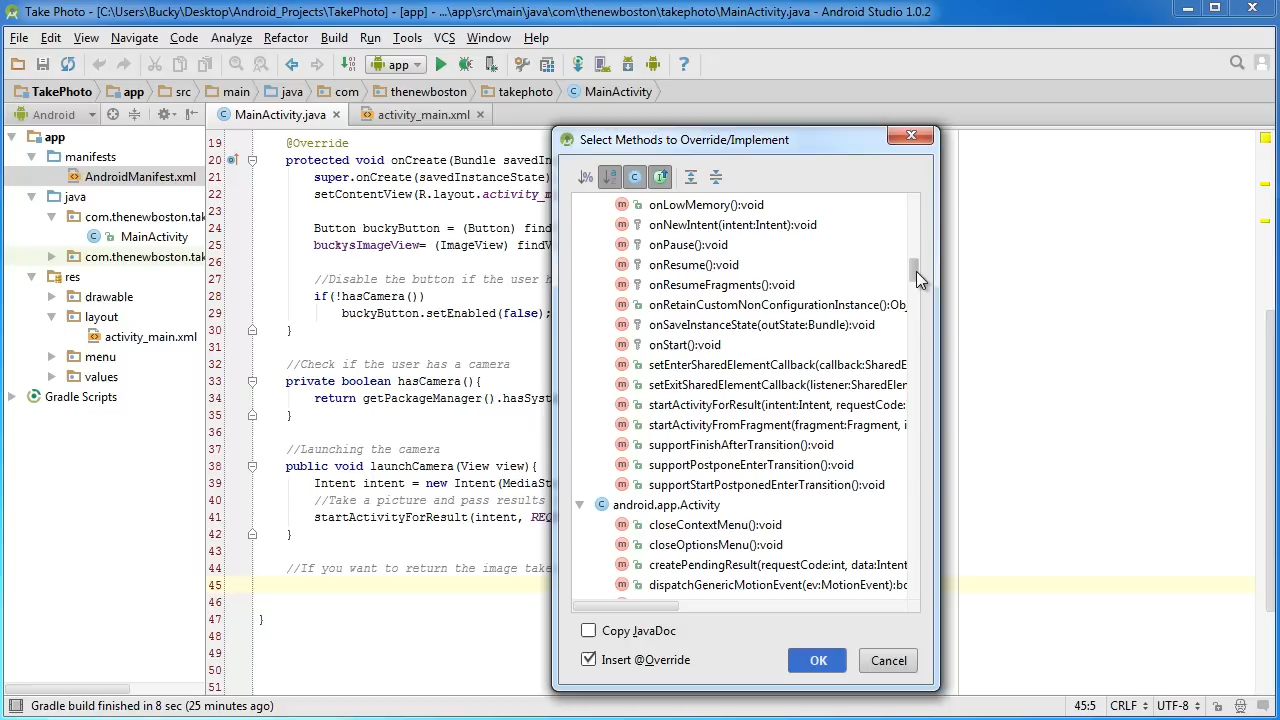 Take Photo - [C:\Users\Bucky\Desktop\Android_Projects\TakePhoto] - [app] - ...\app\src\main\java\com\thenewboston\takephoto\MainActivity.java - Android Studio 1.0.2
File Edit View Navigate Code Analyze Refactor Build Run Tools VCS Window Help
app
TakePhoto app src main java com thenewboston takephoto MainActivity
Android MainActivity.java activity_main.xml
app
manifests
AndroidManifest.xml
java
com.thenewboston.tak
MainActivity
com.thenewboston.tak
res
drawable
layout
activity_main.xml
menu
values
Gradle Scripts
19 @Override
20 protected void onCreate(Bundle savedIns
21 super.onCreate(savedInstanceState)
22 setContentView(R.layout.activity_m
23
24 Button buckyButton = (Button) find
25 buckysImageView= (ImageView) findV
26
27 //Disable the button if the user h
28 if(!hasCamera())
29 buckyButton.setEnabled(false);
30 }
31
32 //Check if the user has a camera
33 private boolean hasCamera(){
34 return getPackageManager().hasSyst
35 }
36
37 //Launching the camera
38 public void launchCamera(View view){
39 Intent intent = new Intent(MediaSt
40 //Take a picture and pass results
41 startActivityForResult(intent, REQ
42 }
43
44 //If you want to return the image take
45
46
47 }
48
49
50
51
Select Methods to Override/Implement
onLowMemory():void
onNewIntent(intent:Intent):void
onPause():void
onResume():void
onResumeFragments():void
onRetainCustomNonConfigurationInstance():Obj
onSaveInstanceState(outState:Bundle):void
onStart():void
setEnterSharedElementCallback(callback:SharedE
setExitSharedElementCallback(listener:SharedEler
startActivityForResult(intent:Intent, requestCode:
startActivityFromFragment(fragment:Fragment, i
supportFinishAfterTransition():void
supportPostponeEnterTransition():void
supportStartPostponedEnterTransition():void
android.app.Activity
closeContextMenu():void
closeOptionsMenu():void
createPendingResult(requestCode:int, data:Intent
dispatchGenericMotionEvent(ev:MotionEvent):bo
Copy JavaDoc
Insert @Override
OK Cancel
Gradle build finished in 8 sec (25 minutes ago) 45:5 CRLF UTF-8